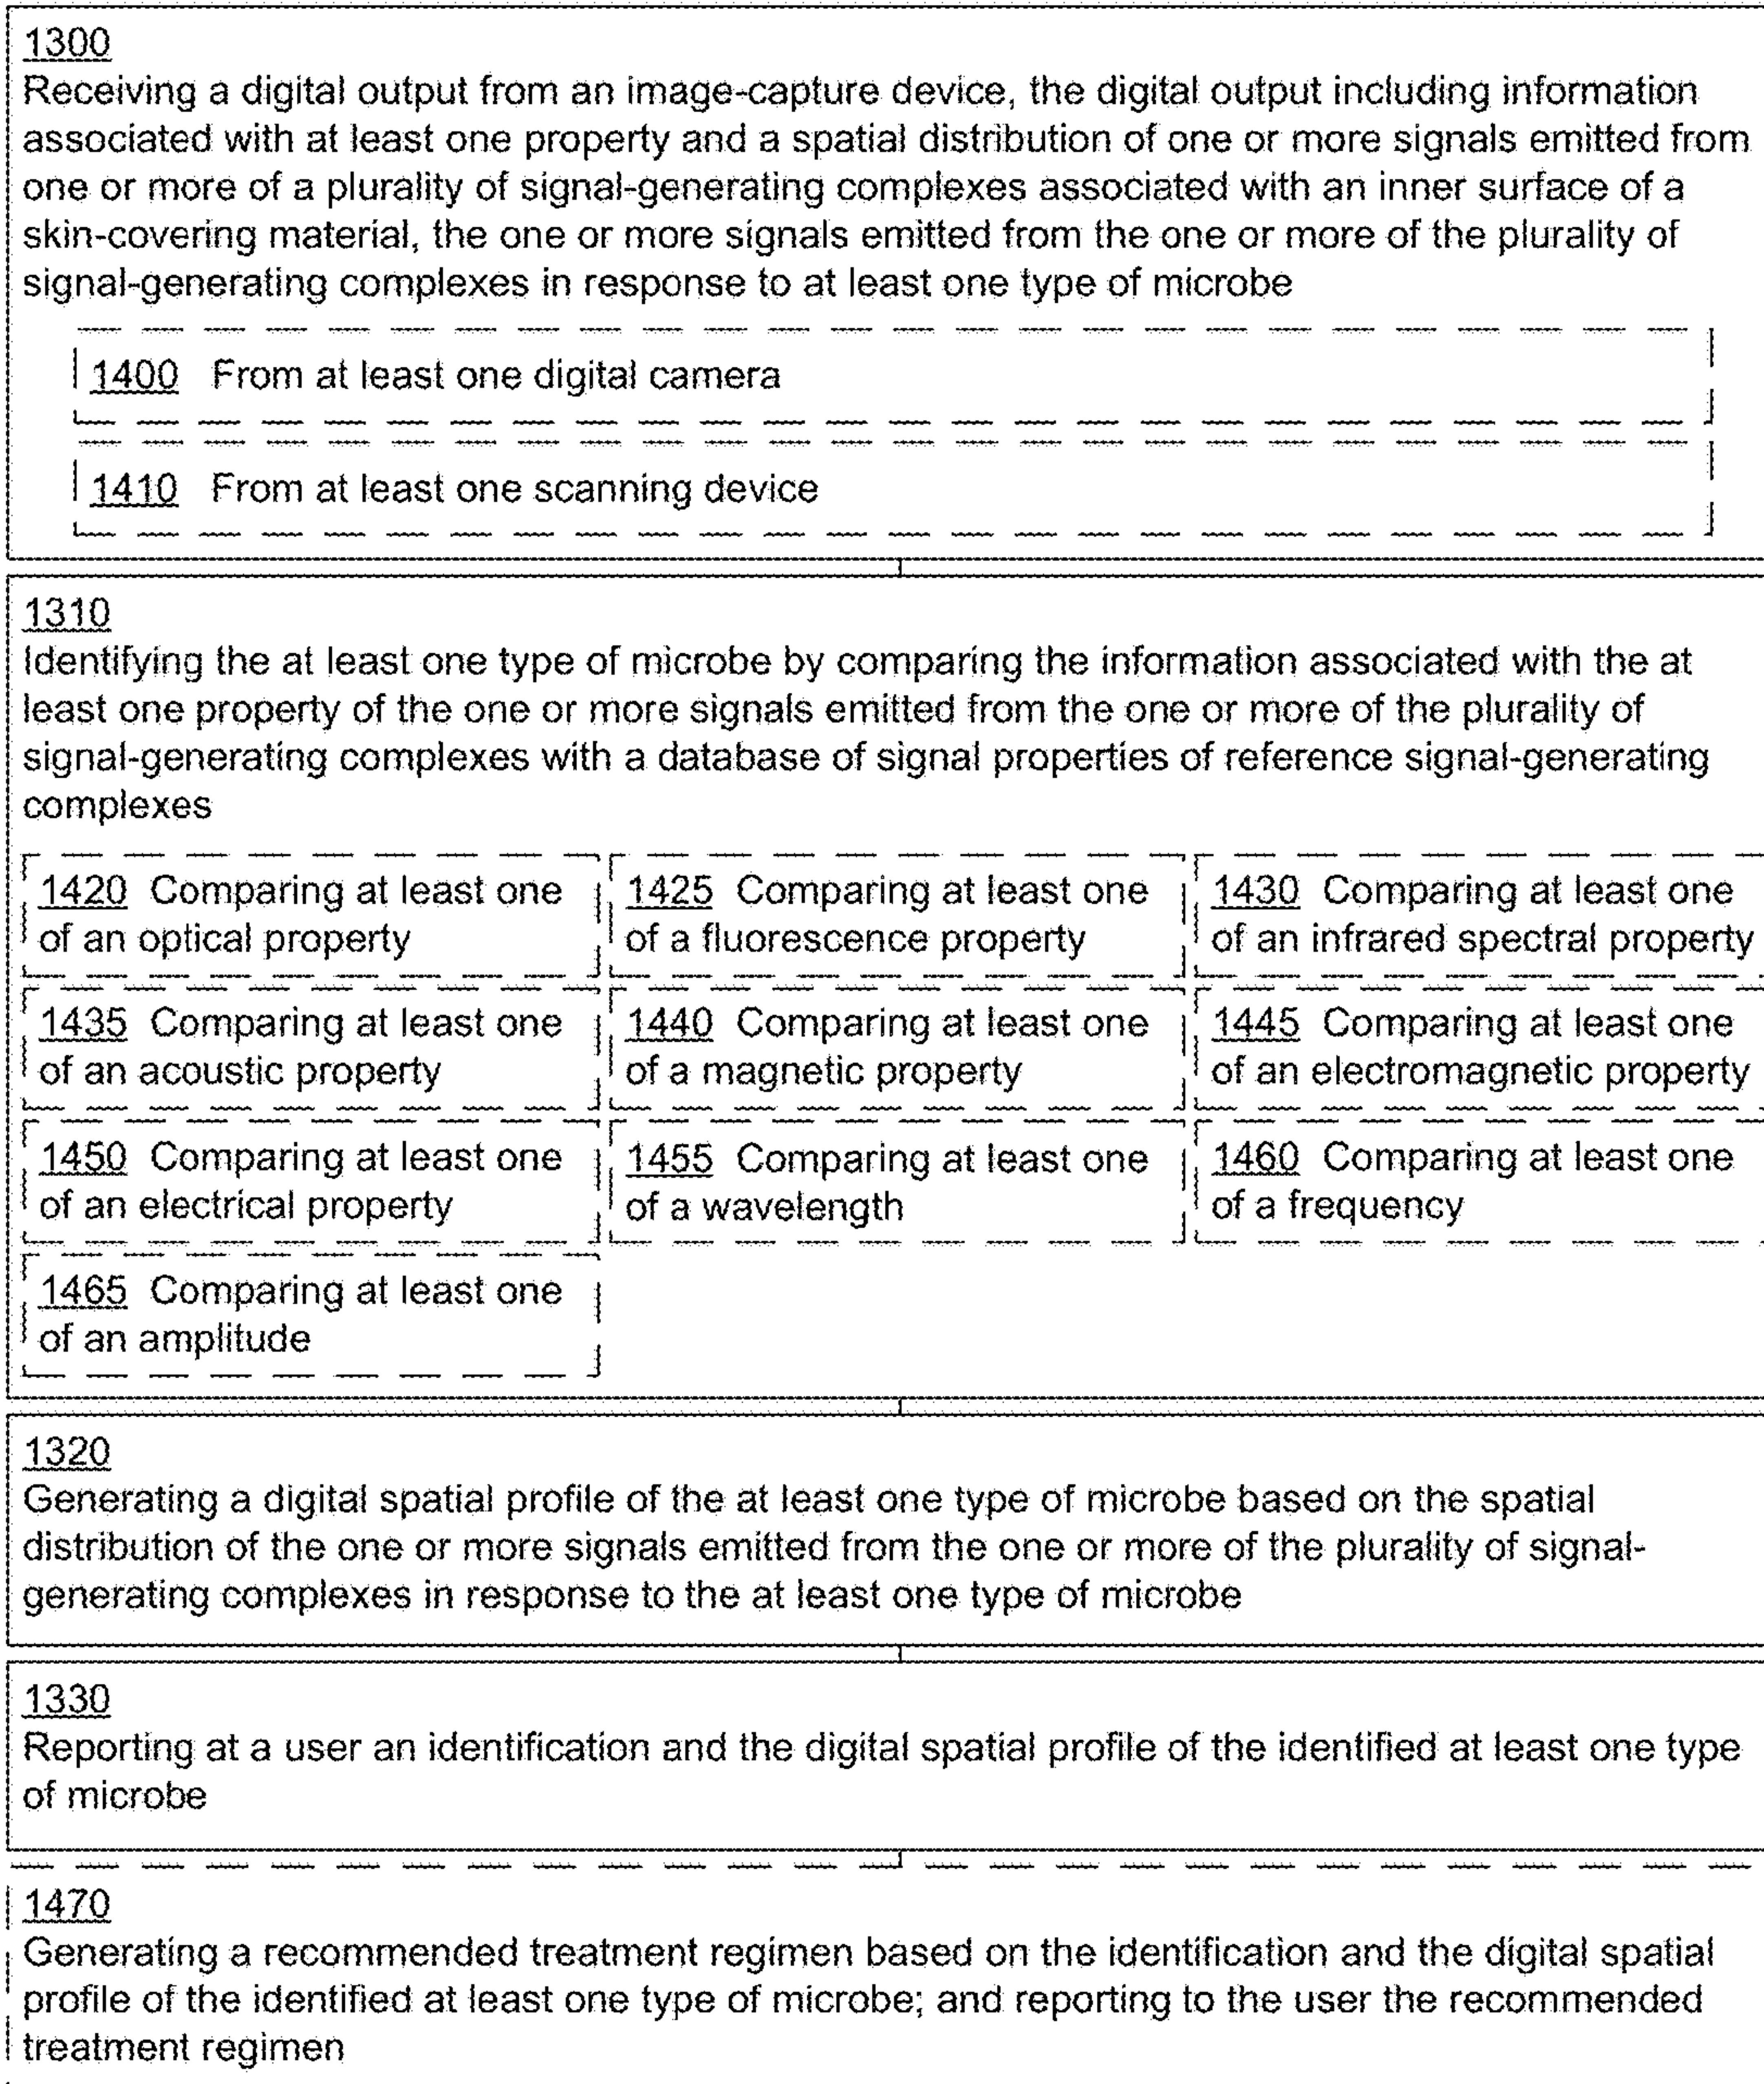 1300
Receiving a digital output from an image-capture device, the digital output including information
associated with at least one property and a spatial distribution of one or more signals emitted from
one or more of a plurality of signal-generating complexes associated with an inner surface of a
skin-covering material, the one or more signals emitted from the one or more of the plurality of
signal-generating complexes in response to at least one type of microbe
1400 From at least one digital camera
1410 From at least one scanning device
1310
Identifying the at least one type of microbe by comparing the information associated with the at
least one property of the one or more signals emitted from the one or more of the plurality of
signal-generating complexes with a database of signal properties of reference signal-generating
complexes
1420 Comparing at least one
of an optical property
1425 Comparing at least one
of a fluorescence property
1430 Comparing at least one
of an infrared spectral property
1435 Comparing at least one
of an acoustic property
1440 Comparing at least one
of a magnetic property
1445 Comparing at least one
of an electromagnetic property
1450 Comparing at least one
of an electrical property
1455 Comparing at least one
of a wavelength
1460 Comparing at least one
of a frequency
1465 Comparing at least one
of an amplitude
1320
Generating a digital spatial profile of the at least one type of microbe based on the spatial
distribution of the one or more signals emitted from the one or more of the plurality of signal-
generating complexes in response to the at least one type of microbe
1330
Reporting at a user an identification and the digital spatial profile of the identified at least one type
of microbe
1470
Generating a recommended treatment regimen based on the identification and the digital spatial
profile of the identified at least one type of microbe; and reporting to the user the recommended
treatment regimen